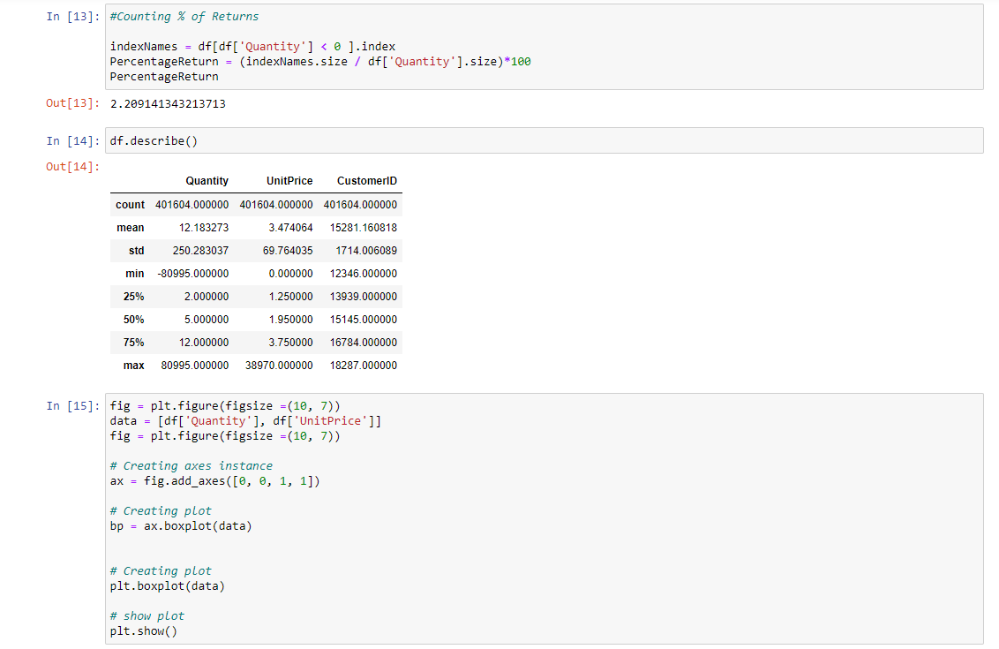 In [13]: #Counting % of Returns
indexNames = df[df['Quantity'] < 0 ].index
PercentageReturn = (indexNames.size / df['Quantity'].size)*100
PercentageReturn
Out[13]: 2.209141343213713
In [14]: df.describe()
Out[14]:
Quantity UnitPrice CustomerID
count 401604.000000 401604.000000 401604.000000
mean 12.183273 3.474064 15281.160818
std 250.283037 69.764035 1714.006089
min -80995.000000 0.000000 12346.000000
25% 2.000000 1.250000 13939.000000
50% 5.000000 1.950000 15145.000000
75% 12.000000 3.750000 16784.000000
max 80995.000000 38970.000000 18287.000000
In [15]: fig = plt.figure(figsize =(10, 7))
data = [df['Quantity'], df['UnitPrice']]
fig = plt.figure(figsize =(10, 7))
# Creating axes instance
ax = fig.add_axes([0, 0, 1, 1])
# Creating plot
bp = ax.boxplot(data)
# Creating plot
plt.boxplot(data)
# show plot
plt.show()